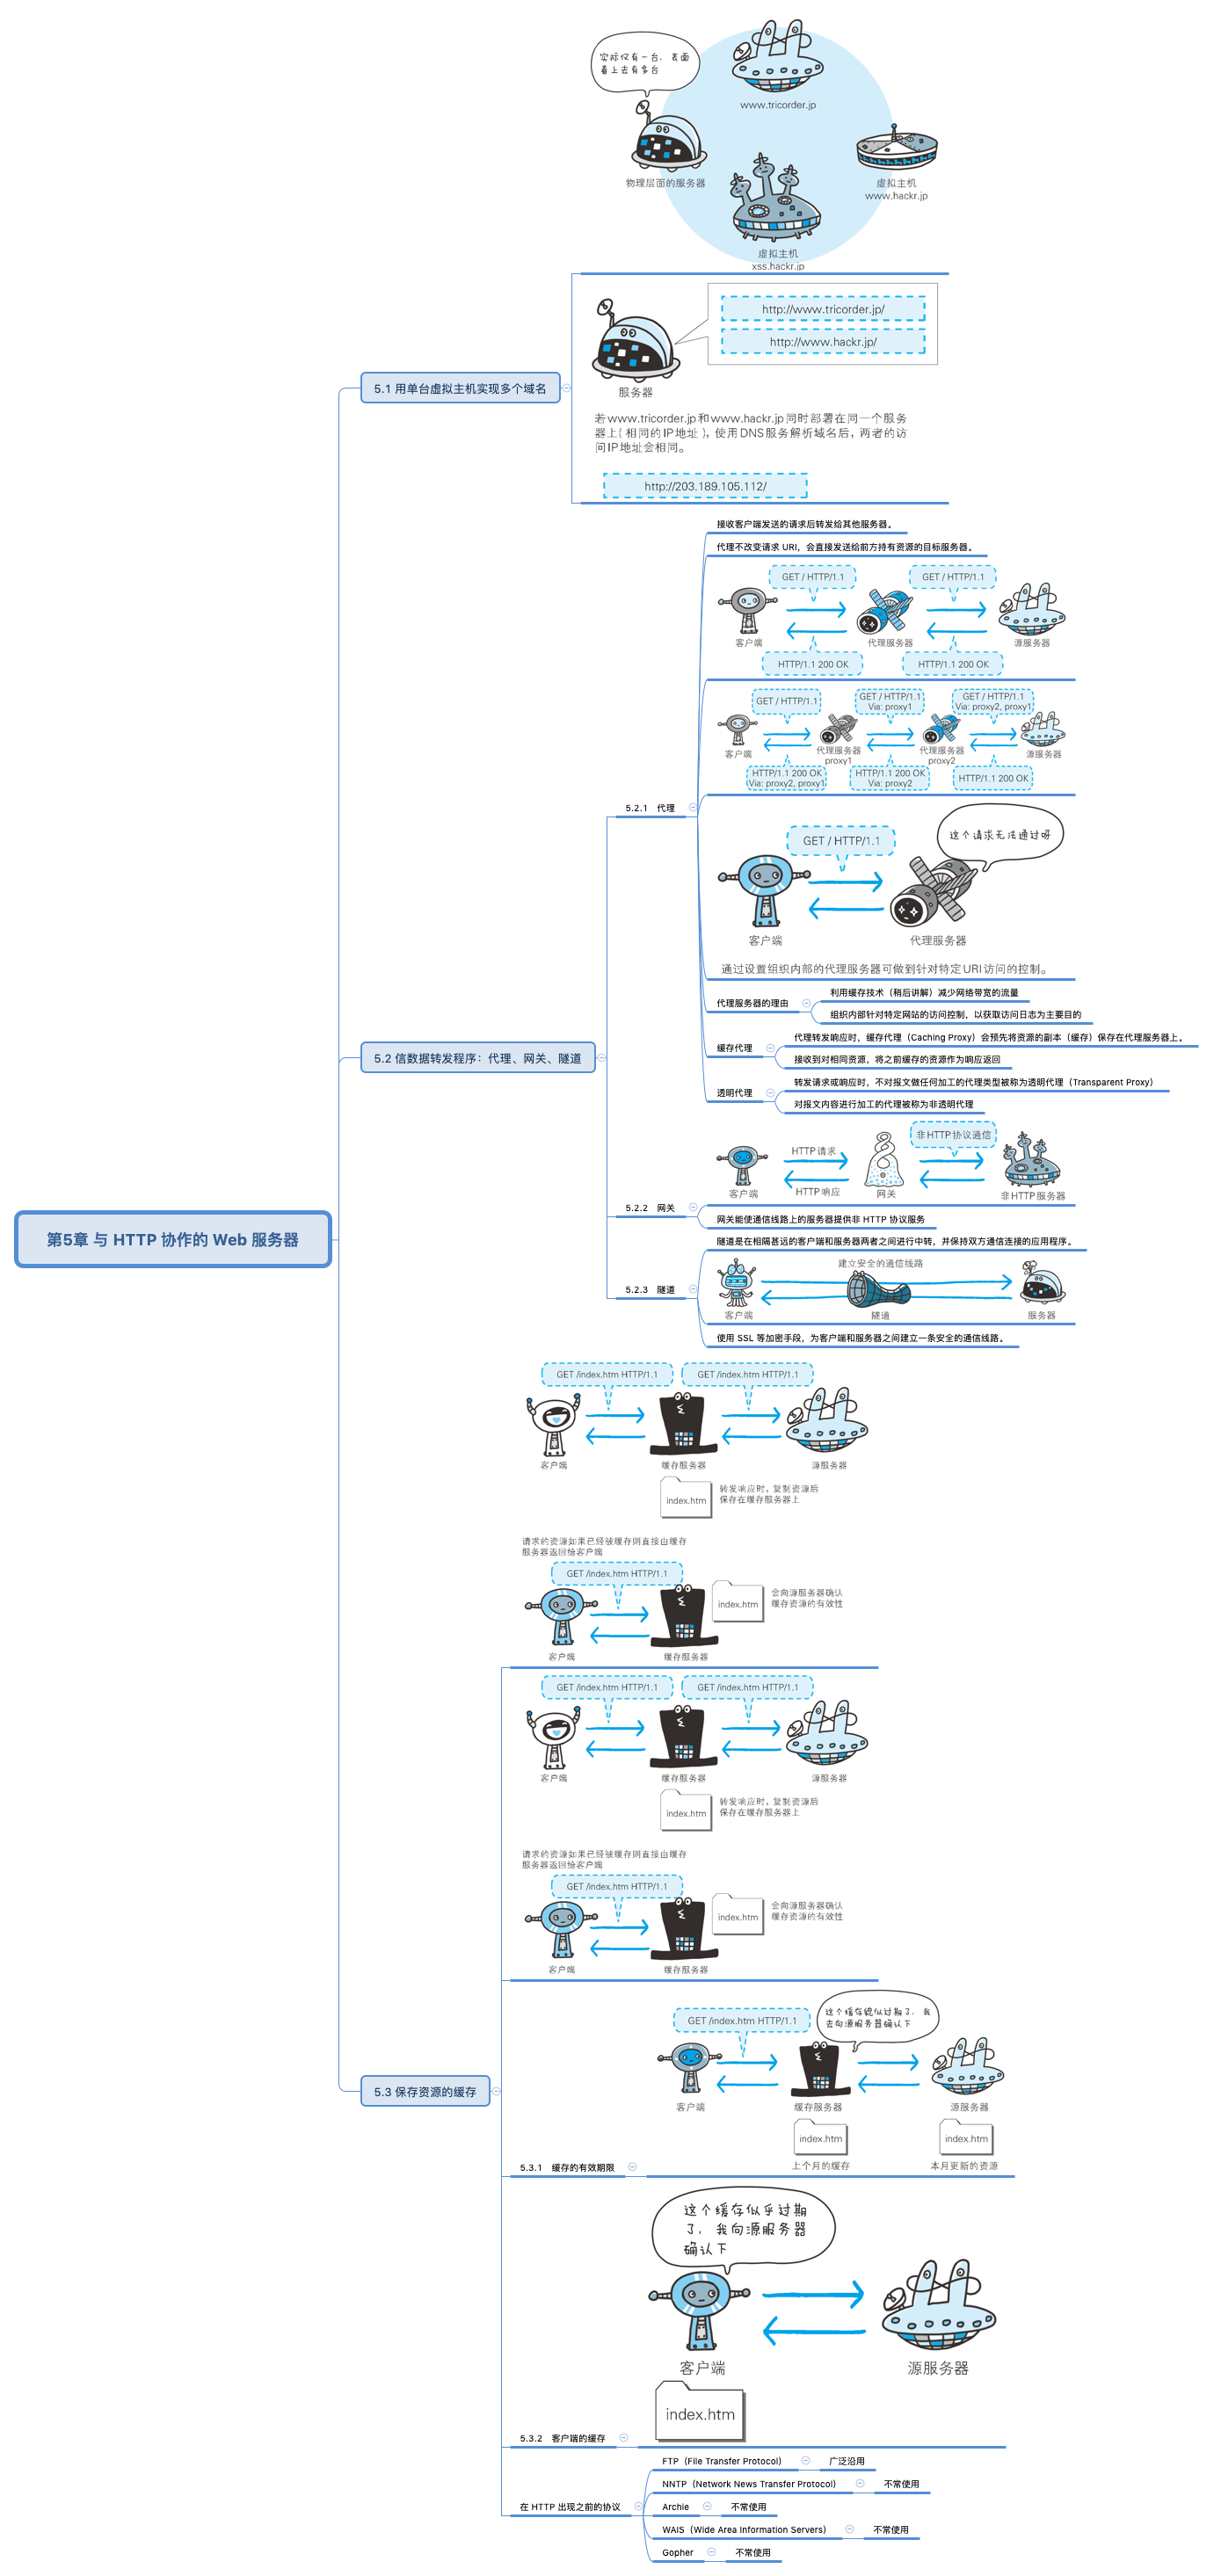 第5章 与 HTTP 协作的 Web 服务器
5.1 用单台虚拟主机实现多个域名
实际仅有一台，表面
看上去有多台
www.tricorder.jp
物理层面的服务器
虚拟主机
www.hackr.jp
虚拟主机
xss.hackr.jp
http://www.tricorder.jp/
http://www.hackr.jp/
服务器
若www.tricorder.jp和www.hackr.jp同时部署在同一个服务
器上（相同的IP地址），使用DNS服务解析域名后，两者的访
问IP地址会相同。
http://203.189.105.112/
5.2 信数据转发程序：代理、网关、隧道
5.2.1 代理
接收客户端发送的请求后转发给其他服务器。
代理不改变请求 URI，会直接发送给前方持有资源的目标服务器。
GET / HTTP/1.1
GET / HTTP/1.1
客户端
代理服务器
源服务器
HTTP/1.1 200 OK
HTTP/1.1 200 OK
GET / HTTP/1.1
GET / HTTP/1.1
Via: proxy1
GET / HTTP/1.1
Via: proxy2, proxy1
客户端
代理服务器
proxy1
代理服务器
proxy2
源服务器
HTTP/1.1 200 OK
Via: proxy2, proxy1
HTTP/1.1 200 OK
Via: proxy2
HTTP/1.1 200 OK
这个请求无法通过呀
GET / HTTP/1.1
客户端
代理服务器
通过设置组织内部的代理服务器可做到针对特定URI访问的控制。
代理服务器的理由
利用缓存技术（稍后讲解）减少网络带宽的流量
组织内部针对特定网站的访问控制，以获取访问日志为主要目的
缓存代理
代理转发响应时，缓存代理（Caching Proxy）会预先将资源的副本（缓存）保存在代理服务器上。
接收到对相同资源，将之前缓存的资源作为响应返回
透明代理
转发请求或响应时，不对报文做任何加工的代理类型被称为透明代理（Transparent Proxy）
对报文内容进行加工的代理被称为非透明代理
5.2.2 网关
HTTP请求
非HTTP协议通信
HTTP响应
客户端
网关
非HTTP服务器
网关能使通信线路上的服务器提供非 HTTP 协议服务
5.2.3 隧道
隧道是在相隔甚远的客户端和服务器两者之间进行中转，并保持双方通信连接的应用程序。
建立安全的通信线路
客户端
隧道
服务器
使用 SSL 等加密手段，为客户端和服务器之间建立一条安全的通信线路。
5.3 保存资源的缓存
GET /index.htm HTTP/1.1
GET /index.htm HTTP/1.1
客户端
缓存服务器
源服务器
index.htm
转发响应时，复制资源后
保存在缓存服务器上
请求的资源如果已经被缓存则直接由缓存
服务器返回给客户端
GET /index.htm HTTP/1.1
index.htm
会向源服务器确认
缓存资源的有效性
客户端
缓存服务器
GET /index.htm HTTP/1.1
GET /index.htm HTTP/1.1
客户端
缓存服务器
源服务器
index.htm
转发响应时，复制资源后
保存在缓存服务器上
请求的资源如果已经被缓存则直接由缓存
服务器返回给客户端
GET /index.htm HTTP/1.1
index.htm
会向源服务器确认
缓存资源的有效性
客户端
缓存服务器
5.3.1 缓存的有效期限
这个缓存貌似过期了，我
去向源服务器确认下
GET /index.htm HTTP/1.1
客户端
缓存服务器
源服务器
index.htm
index.htm
上个月的缓存
本月更新的资源
5.3.2 客户端的缓存
这个缓存似乎过期
了，我向源服务器
确认下
客户端
源服务器
index.htm
在 HTTP 出现之前的协议
FTP（File Transfer Protocol）
广泛沿用
NNTP（Network News Transfer Protocol）
不常使用
Archie
不常使用
WAIS（Wide Area Information Servers）
不常使用
Gopher
不常使用